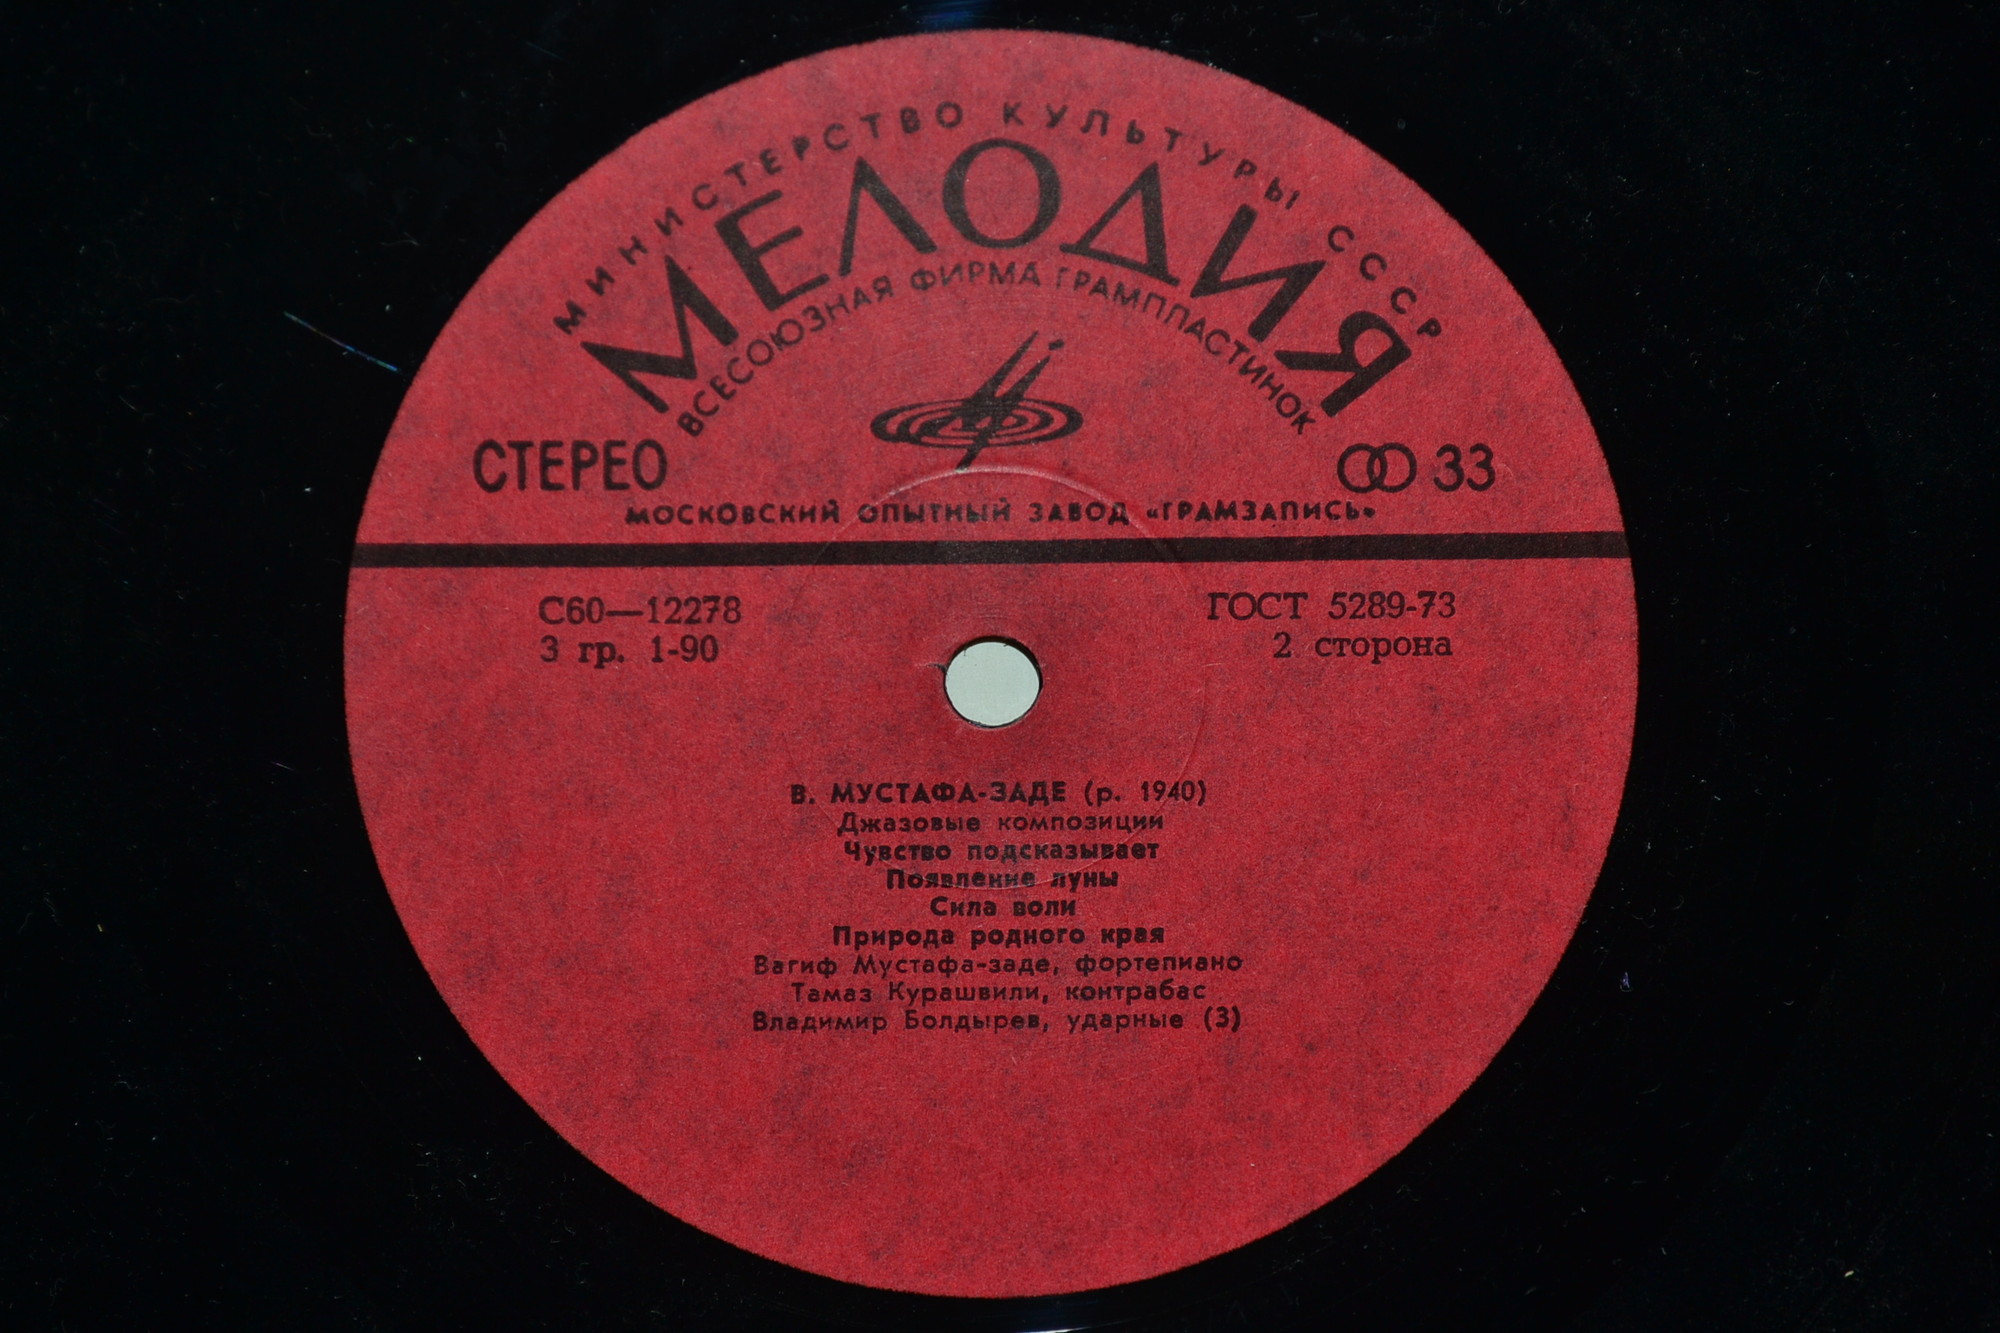 МИНИСТЕРСТВО КУЛЬТУРЫ СССР
МЕЛОДИЯ
ВСЕСОЮЗНАЯ ФИРМА ГРАМПЛАСТИНОК
СТЕРЕО
33
МОСКОВСКИЙ ОПЫТНЫЙ ЗАВОД «ГРАМЗАПИСЬ»
С60—12278
ГОСТ 5289-73
3 гр. 1-90
2 сторона
В. МУСТАФА-ЗАДЕ (р. 1940)
Джазовые композиции
Чувство подсказывает
Появление луны
Сила воли
Природа родного края
Вагиф Мустафа-заде, фортепиано
Тамаз Курашвили, контрабас
Владимир Болдырев, ударные (3)